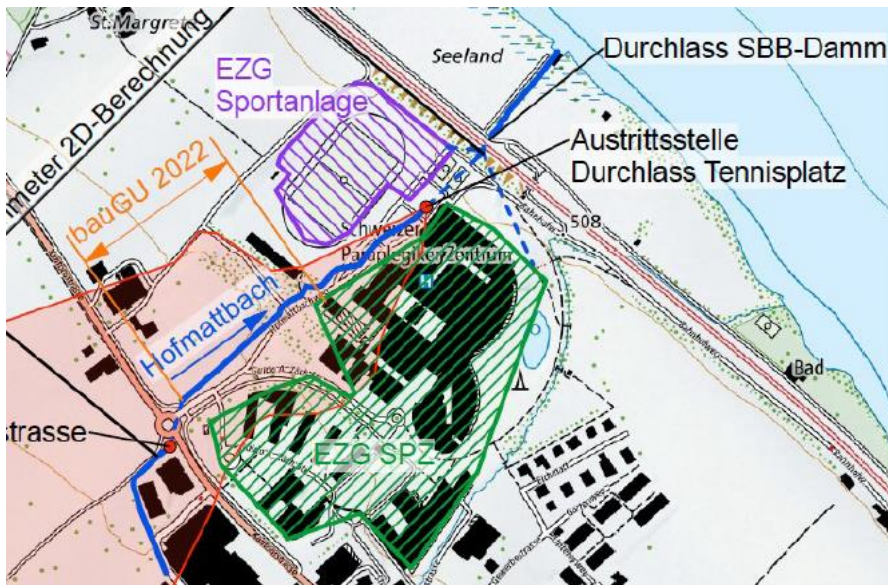 St. Margret
Seeland
Durchlass SBB-Damm
EZG
Sportanlage
imeter 2D-Berechnung
Austrittsstelle
Durchlass Tennisplatz
bauGU 2022
508
Schweizer
Paraplegiker Zentrum
Hofmattbach
Bad
strasse
EZG SPZ